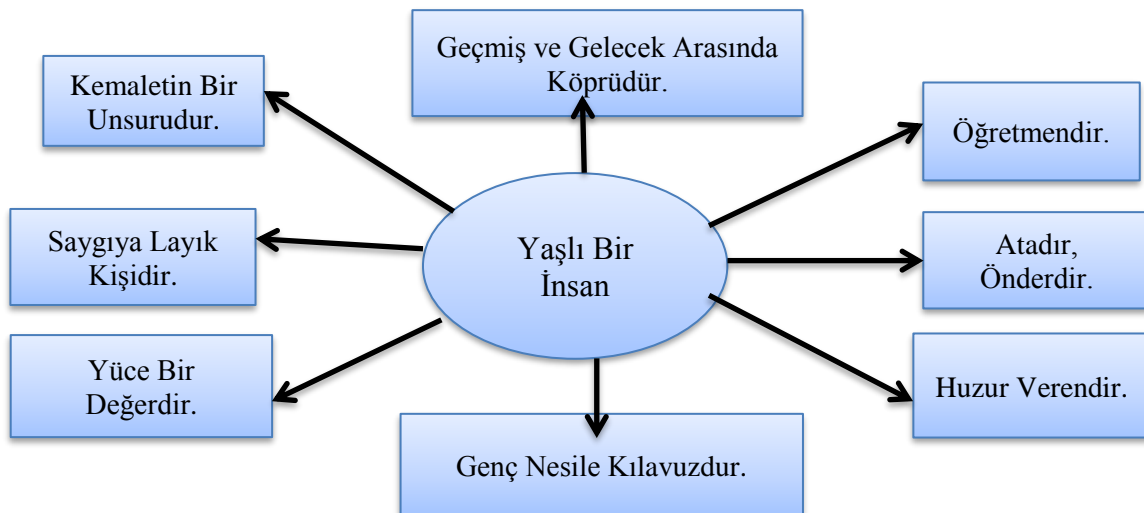 Geçmiş ve Gelecek Arasında
Köprüdür.
Kemaletin Bir
Unsurudur.
Öğretmendir.
Saygıya Layık
Kişidir.
Yaşlı Bir
İnsan
Atadır,
Önderdir.
Yüce Bir
Değerdir.
Huzur Verendir.
Genç Nesile Kılavuzdur.